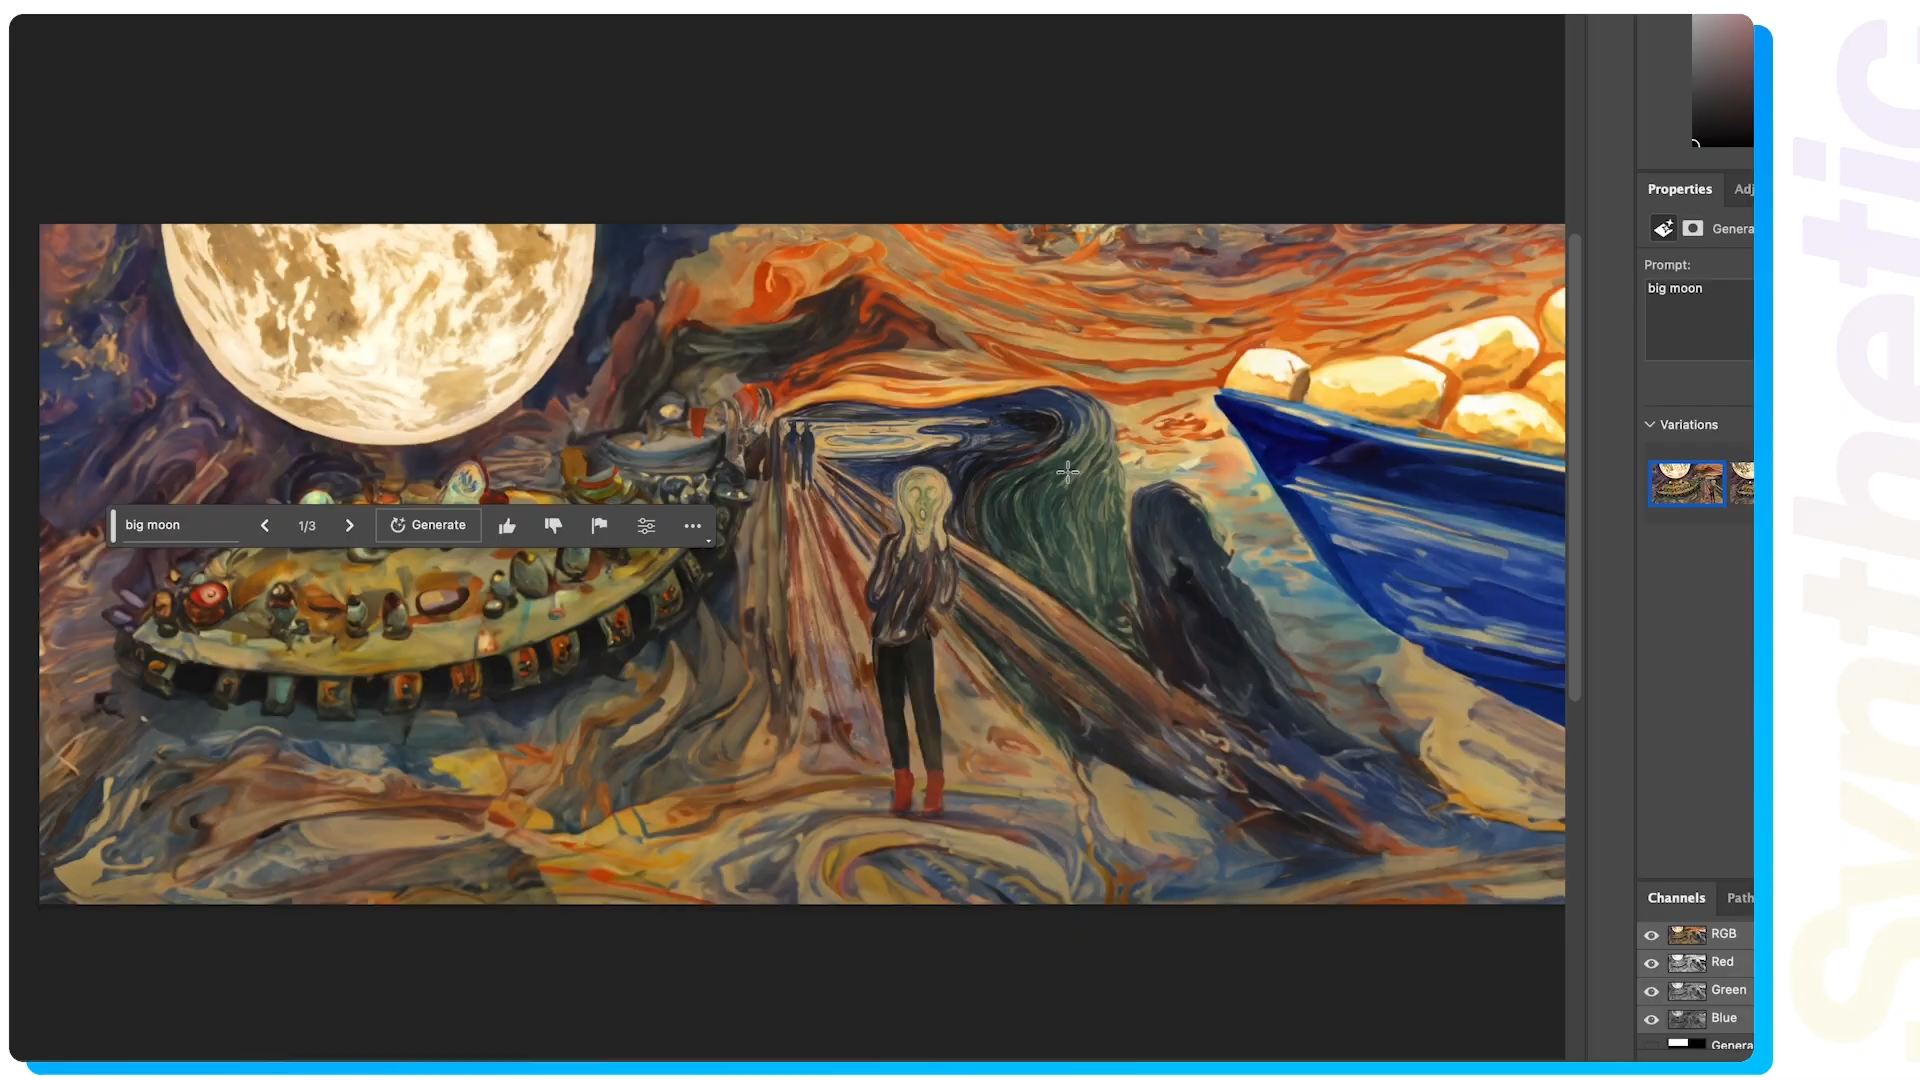 Properties
Adj
Genera
Prompt:
big moon
Variations
big moon
1/3
Generate
Channels
Path
RGB
Red
Green
Blue
Genera
Synthetic